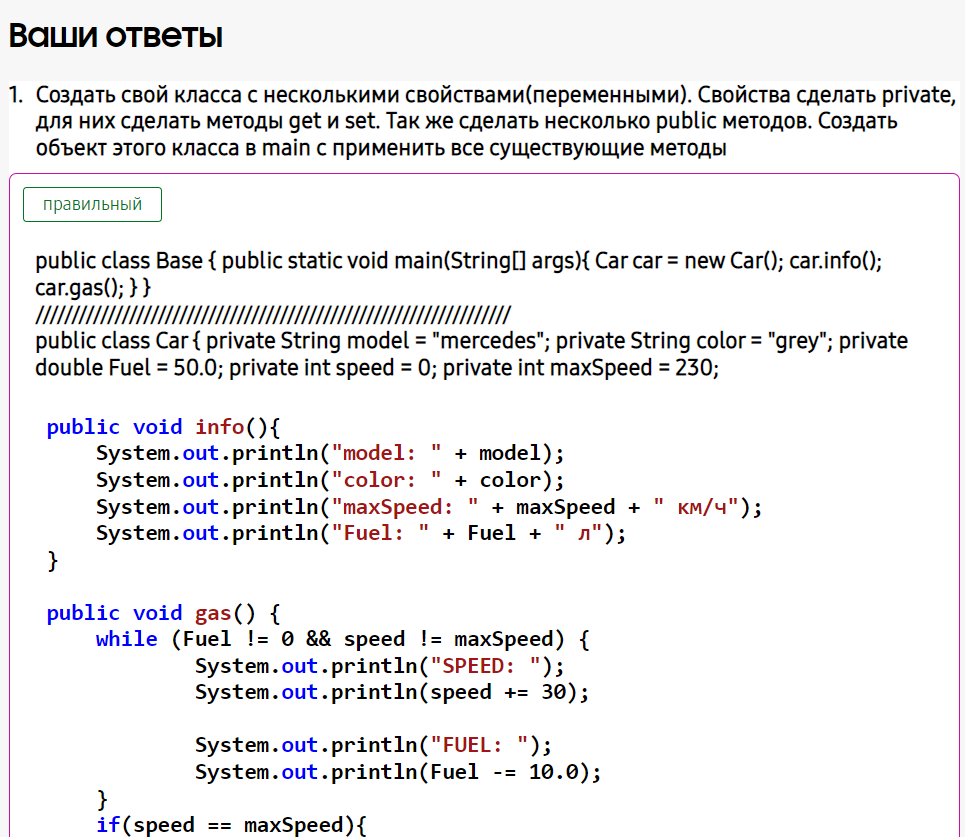 Ваши ответы
1. Создать свой класса с несколькими свойствами(переменными). Свойства сделать private,
для них сделать методы get и set. Так же сделать несколько public методов. Создать
объект этого класса в main с применить все существующие методы
правильный
public class Base { public static void main(String[] args){ Car car = new Car(); car.info();
car.gas(); } }
//////////////////////////////////////////////////////////////////
public class Car { private String model = "mercedes"; private String color = "grey"; private
double Fuel = 50.0; private int speed = 0; private int maxSpeed = 230;
public void info(){
System.out.println("model: " + model);
System.out.println("color: " + color);
System.out.println("maxSpeed: " + maxSpeed + " км/ч");
System.out.println("Fuel: " + Fuel + " л");
}
public void gas() {
while (Fuel != 0 && speed != maxSpeed) {
System.out.println("SPEED: ");
System.out.println(speed += 30);
System.out.println("FUEL: ");
System.out.println(Fuel -= 10.0);
}
if(speed == maxSpeed){